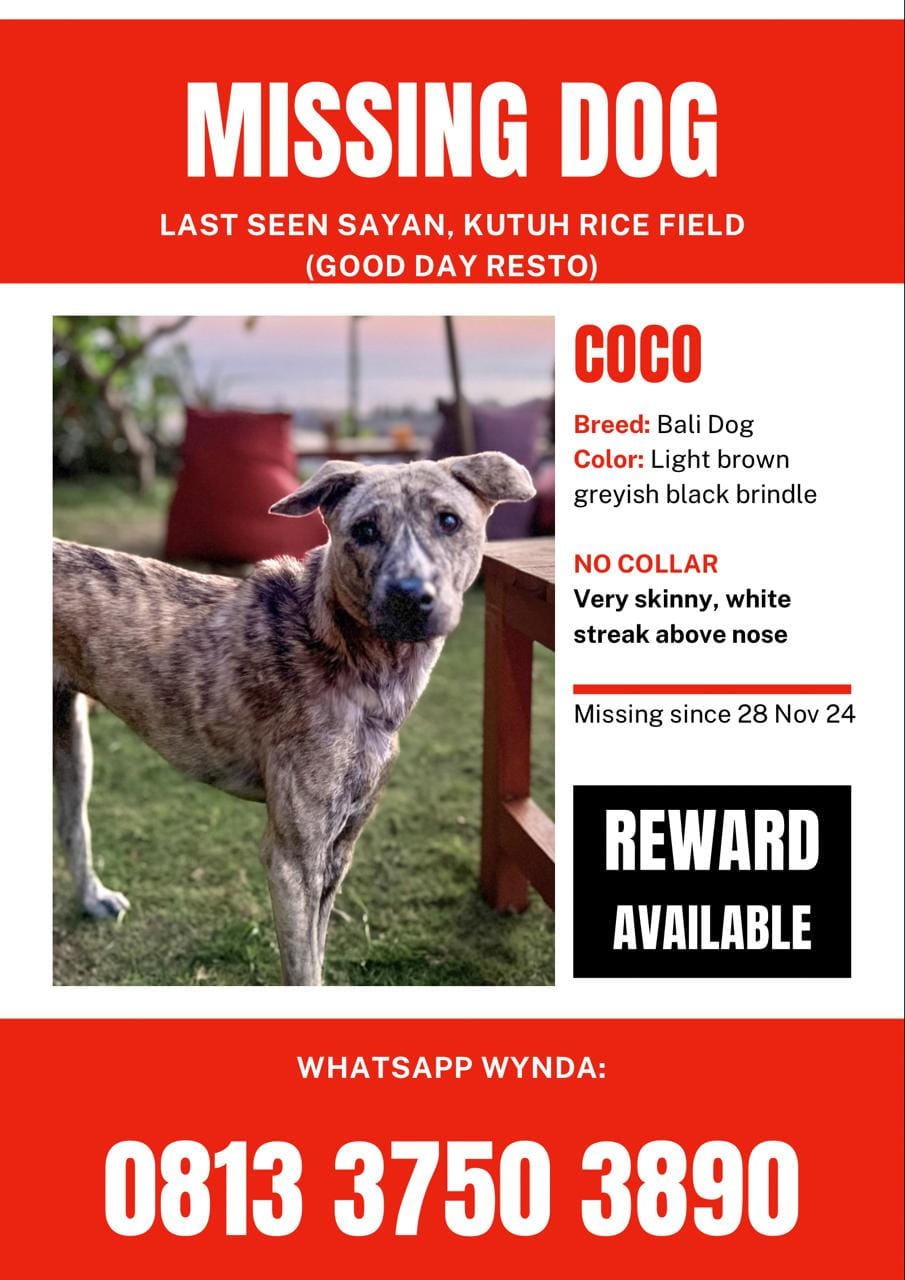 MISSING DOG
LAST SEEN SAYAN, KUTUH RICE FIELD
(GOOD DAY RESTO)
COCO
Breed: Bali Dog
Color: Light brown
greyish black brindle
NO COLLAR
Very skinny, white
streak above nose
Missing since 28 Nov 24
REWARD
AVAILABLE
WHATSAPP WYNDA:
0813 3750 3890